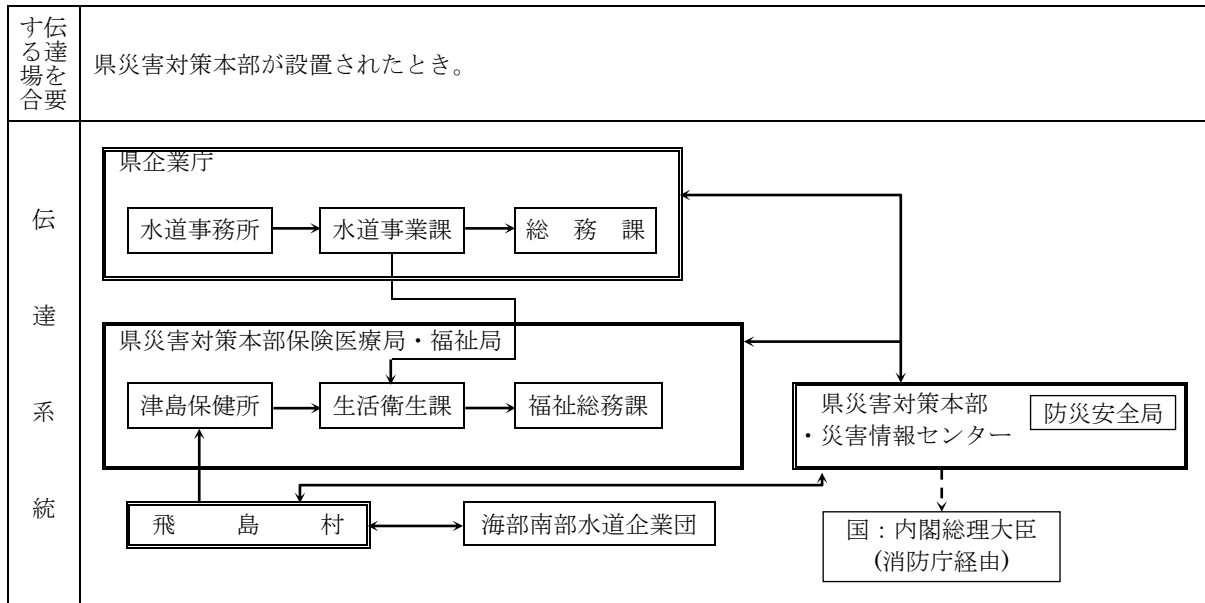 伝達を要
する場合
県災害対策本部が設置されたとき。
伝達系統
県企業庁
水道事務所
水道事業課
総　務　課
県災害対策本部保険医療局・福祉局
津島保健所
生活衛生課
福祉総務課
県災害対策本部
・災害情報センター
防災安全局
飛　島　村
海部南部水道企業団
国：内閣総理大臣
(消防庁経由)